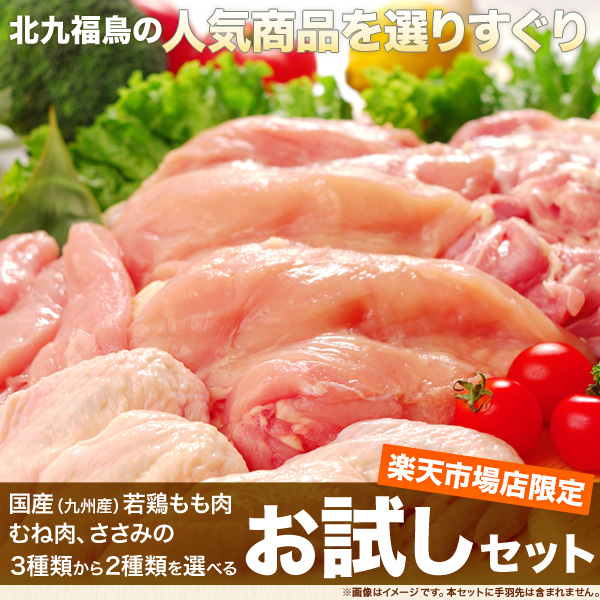 北九福鳥の人気商品を選りすぐり
楽天市場店限定
国産（九州産）若鶏もも肉
むね肉、ささみの
3種類から2種類を選べる
お試しセット
※画像はイメージです。本セットに手羽先は含まれません。